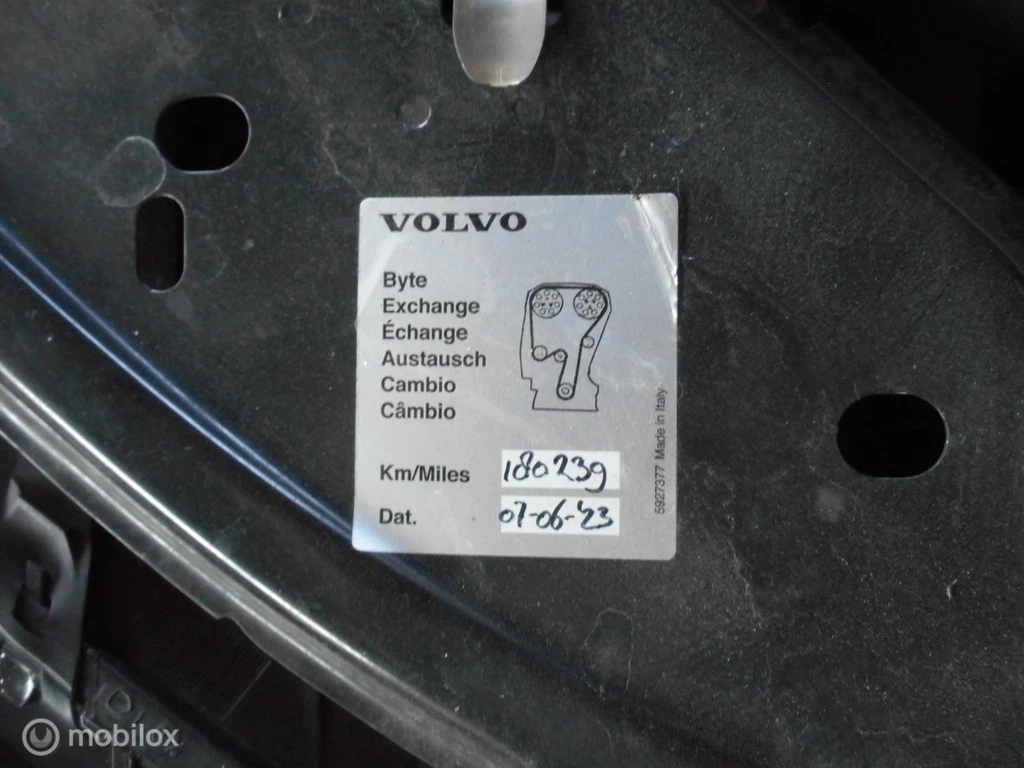 VOLVO
Byte
Exchange
Échange
Austausch
Cambio
Câmbio
Km/Miles 180239
Dat. 07-06-'23
5927377 Made in Italy
mobilox